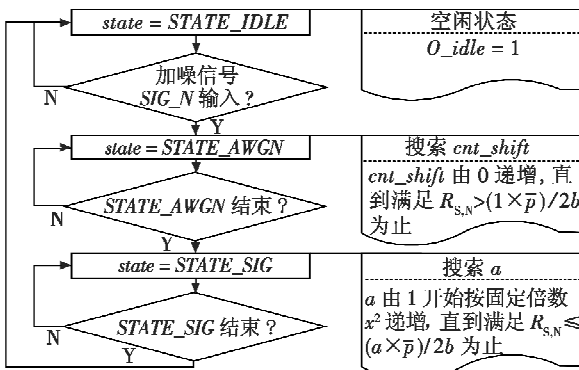 state = STATE_IDLE
空闲状态
O_idle = 1
加噪信号
SIG_N 输入？
N
Y
state = STATE_AWGN
搜索 cnt_shift
cnt_shift 由 0 递增, 直
到满足 R_{S,N}>(1×p̄)/2b
为止
STATE_AWGN 结束？
N
Y
state = STATE_SIG
搜索 a
a 由 1 开始按固定倍数
x² 递增, 直到满足 R_{S,N}≤
(a×p̄)/2b 为止
STATE_SIG 结束？
N
Y